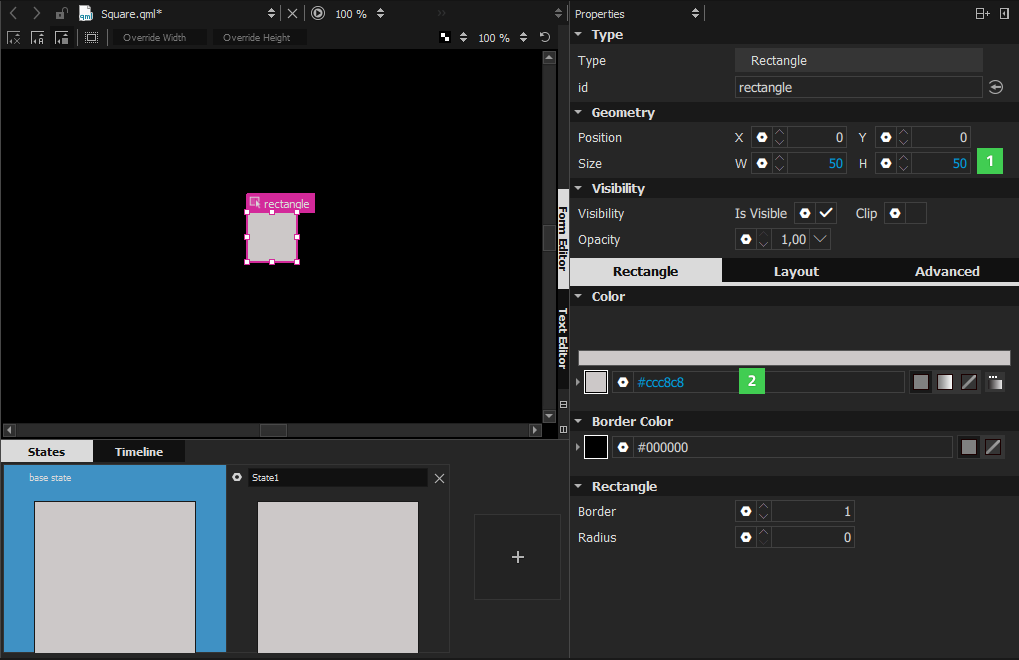 qml Square.qml* 100 % Properties
Override Width Override Height 100 %
Type
Type Rectangle
id rectangle
Geometry
Position X 0 Y 0
Size W 50 H 50 1
Visibility
Visibility Is Visible Clip
Opacity 1,00
Rectangle Layout Advanced
Color
#ccc8c8 2
Border Color
#000000
Rectangle
Border 1
Radius 0
rectangle
Form Editor
Text Editor
States Timeline
base state State1
+